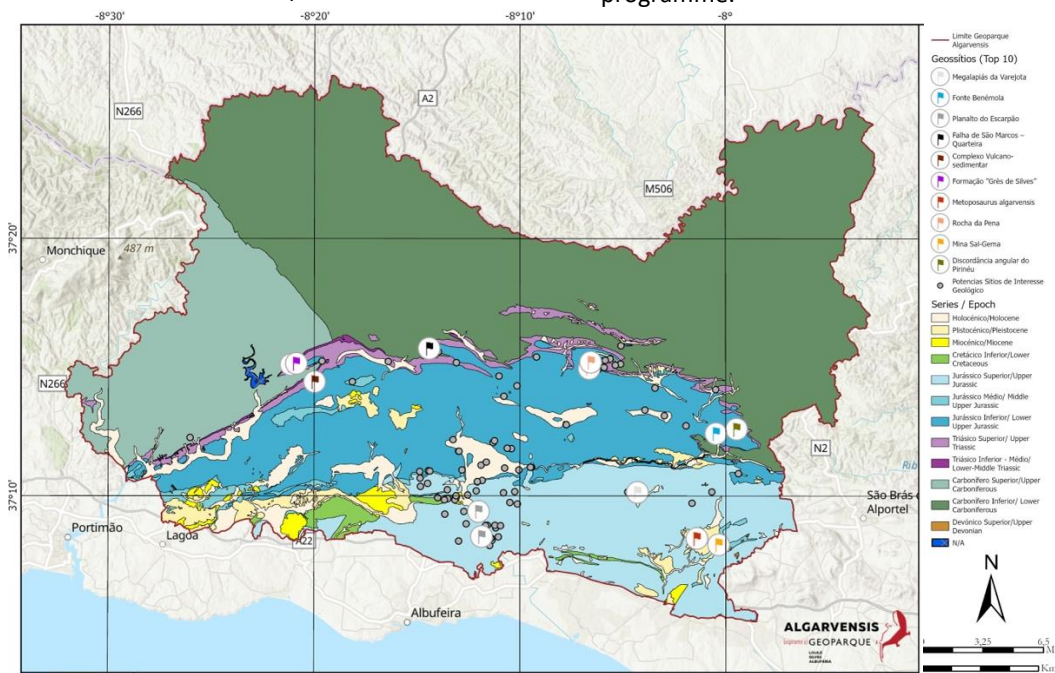 programme.
-8°30'
-8°20'
-8°10'
-8°
A2
N266
M506
37°20'
Monchique
487 m
N266
N2
Rib
37°10'
São Brás d
Alportel
Portimão
Lagoa
A22
Albufeira
ALGARVENSIS
GEOPARQUE
LOULÉ
SILVES
ALBUFEIRA
Limite Geoparque
Algarvensis
Geossítios (Top 10)
Megalapiás da Varejota
Fonte Benémola
Planalto do Escarpão
Falha de São Marcos –
Quarteira
Complexo Vulcano-
sedimentar
Formação "Grés de Silves"
Metoposaurus algarvensis
Rocha da Pena
Mina Sal-Gema
Discordância angular do
Pirinéu
Potencias Sítios de Interesse
Geológico
Series / Epoch
Holocénico/Holocene
Plistocénico/Pleistocene
Miocénico/Miocene
Cretácico Inferior/Lower
Cretaceous
Jurássico Superior/Upper
Jurassic
Jurássico Médio/ Middle
Upper Jurassic
Jurássico Inferior/ Lower
Upper Jurassic
Triásico Superior/ Upper
Triassic
Triásico Inferior - Médio/
Lower-Middle Triassic
Carbonífero Superior/Upper
Carboniferous
Carbonífero Inferior/ Lower
Carboniferous
Devónico Superior/Upper
Devonian
N/A
N
3,25 6,5
M
Km